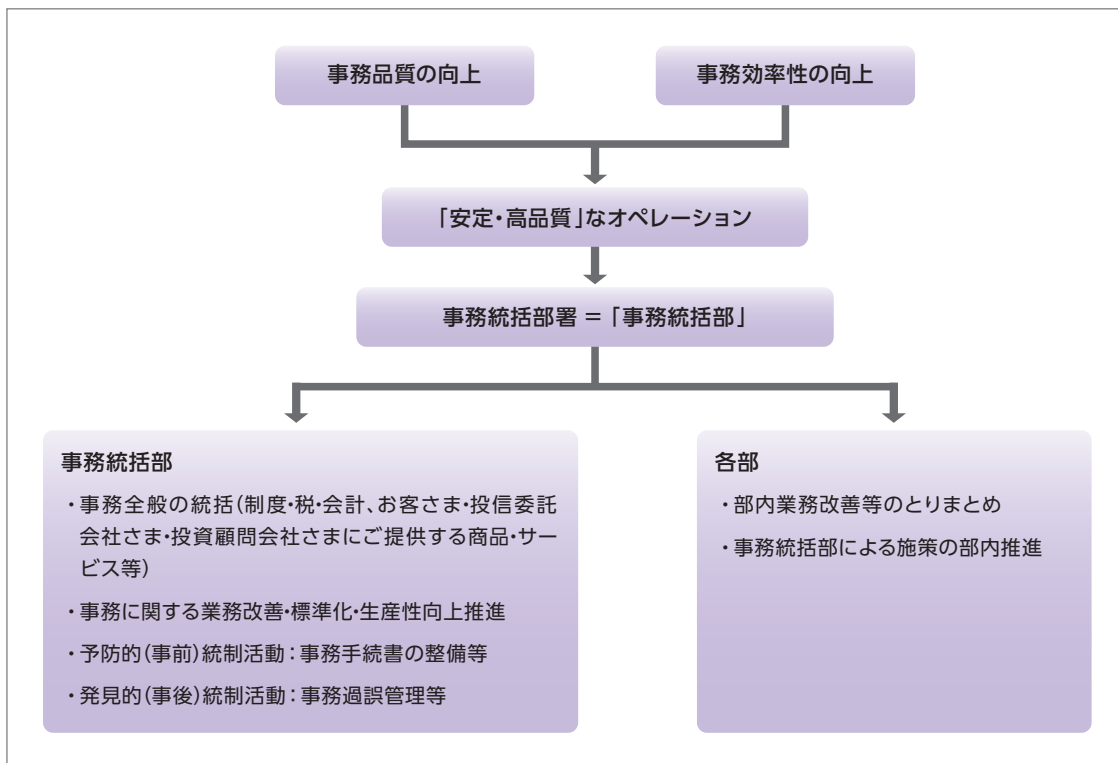 事務品質の向上
事務効率性の向上
「安定・高品質」なオペレーション
事務統括部署 = 「事務統括部」
事務統括部
・事務全般の統括(制度・税・会計、お客さま・投信委託
会社さま・投資顧問会社さまにご提供する商品・サー
ビス等)
・事務に関する業務改善・標準化・生産性向上推進
・予防的(事前)統制活動：事務手続書の整備等
・発見的(事後)統制活動：事務過誤管理等
各部
・部内業務改善等のとりまとめ
・事務統括部による施策の部内推進